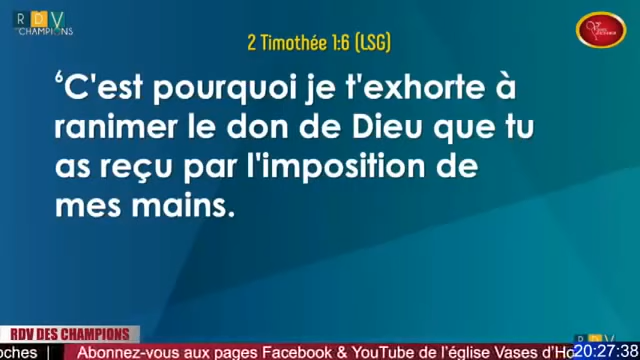 RDV
CHAMPIONS
2 Timothée 1:6 (LSG)
⁶C'est pourquoi je t'exhorte à
ranimer le don de Dieu que tu
as reçu par l'imposition de
mes mains.
RDV DES CHAMPIONS
oches | Abonnez-vous aux pages Facebook & YouTube de l'église Vases d'Ho
20:27:38